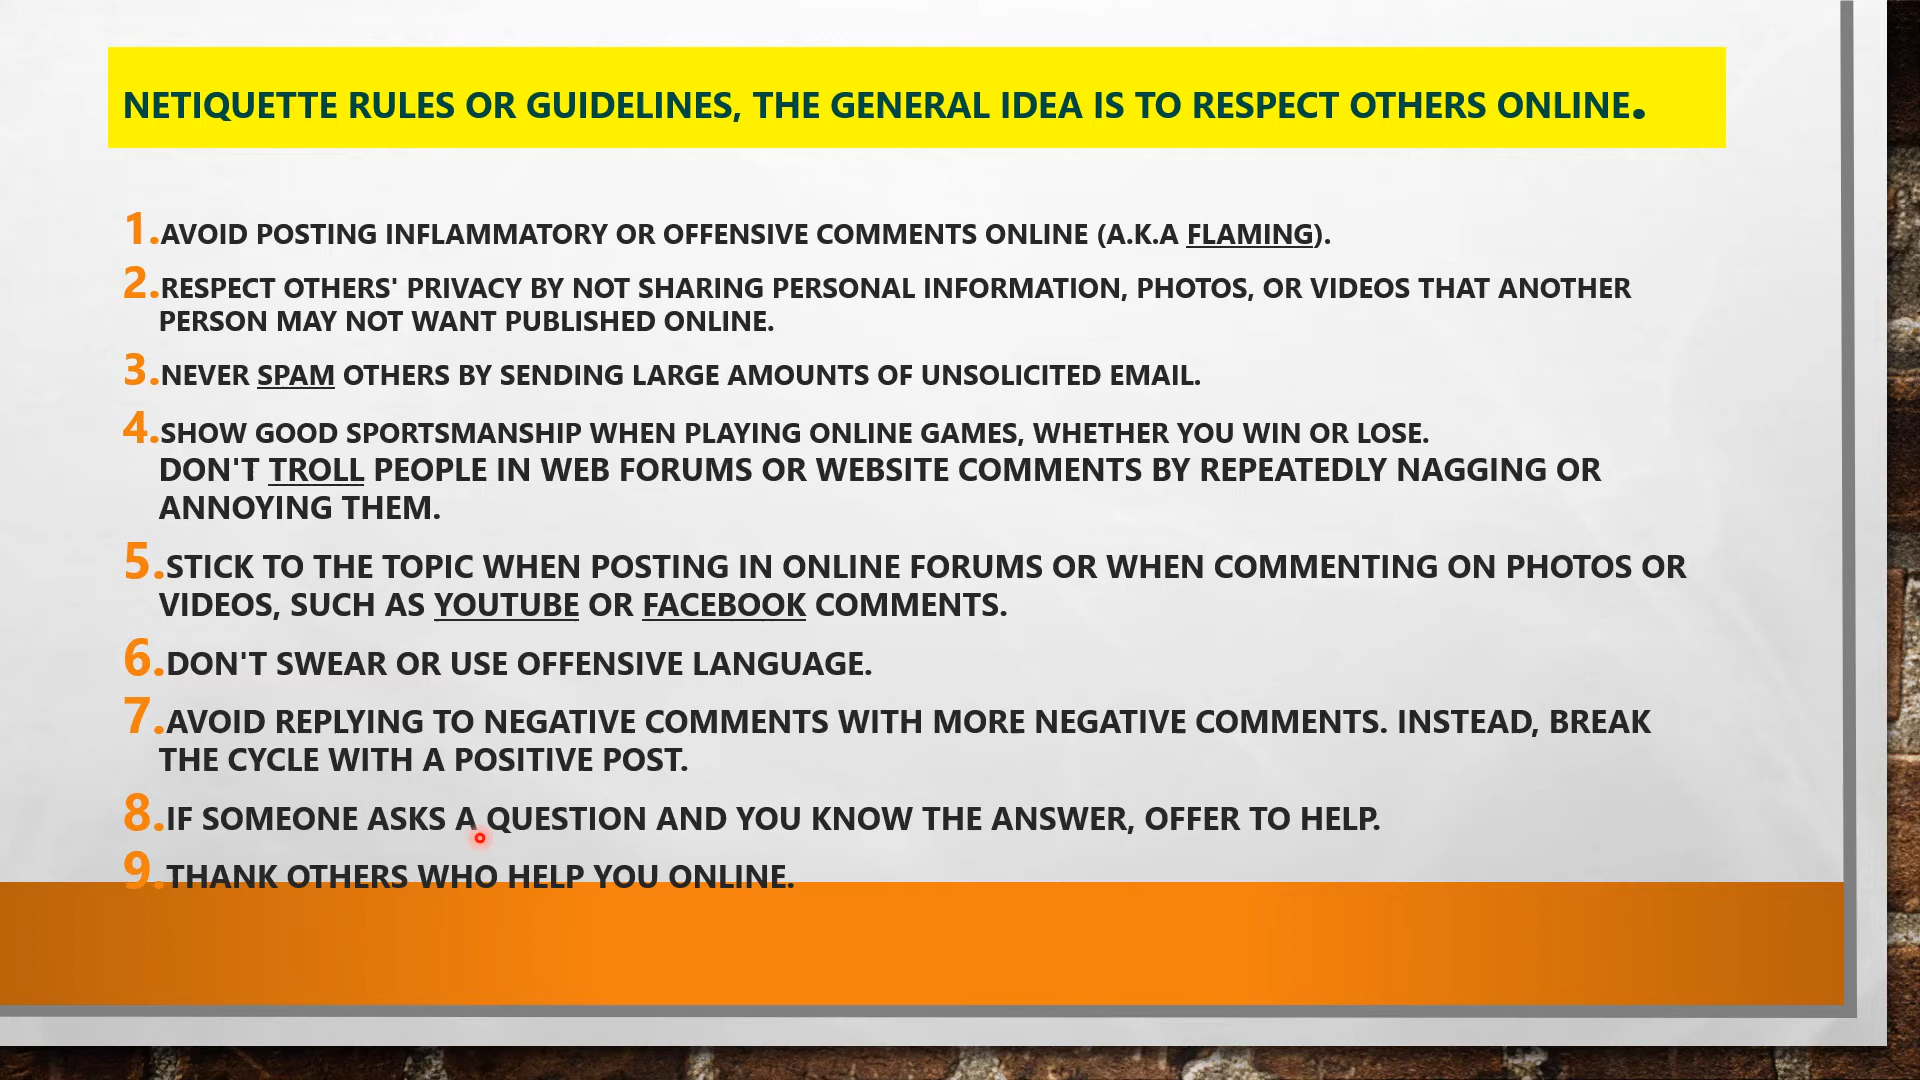 NETIQUETTE RULES OR GUIDELINES, THE GENERAL IDEA IS TO RESPECT OTHERS ONLINE.
1.AVOID POSTING INFLAMMATORY OR OFFENSIVE COMMENTS ONLINE (A.K.A FLAMING).
2.RESPECT OTHERS' PRIVACY BY NOT SHARING PERSONAL INFORMATION, PHOTOS, OR VIDEOS THAT ANOTHER
PERSON MAY NOT WANT PUBLISHED ONLINE.
3.NEVER SPAM OTHERS BY SENDING LARGE AMOUNTS OF UNSOLICITED EMAIL.
4.SHOW GOOD SPORTSMANSHIP WHEN PLAYING ONLINE GAMES, WHETHER YOU WIN OR LOSE.
DON'T TROLL PEOPLE IN WEB FORUMS OR WEBSITE COMMENTS BY REPEATEDLY NAGGING OR
ANNOYING THEM.
5.STICK TO THE TOPIC WHEN POSTING IN ONLINE FORUMS OR WHEN COMMENTING ON PHOTOS OR
VIDEOS, SUCH AS YOUTUBE OR FACEBOOK COMMENTS.
6.DON'T SWEAR OR USE OFFENSIVE LANGUAGE.
7.AVOID REPLYING TO NEGATIVE COMMENTS WITH MORE NEGATIVE COMMENTS. INSTEAD, BREAK
THE CYCLE WITH A POSITIVE POST.
8.IF SOMEONE ASKS A QUESTION AND YOU KNOW THE ANSWER, OFFER TO HELP.
9.THANK OTHERS WHO HELP YOU ONLINE.